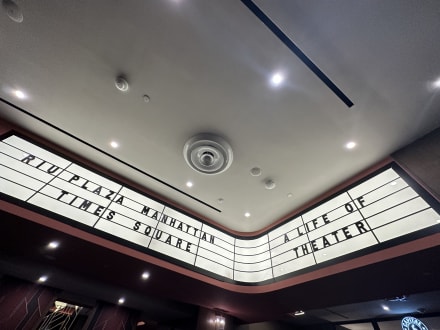 RIU PLAZA MANHATTAN
TIMES SQUARE
A LIFE OF
THEATER